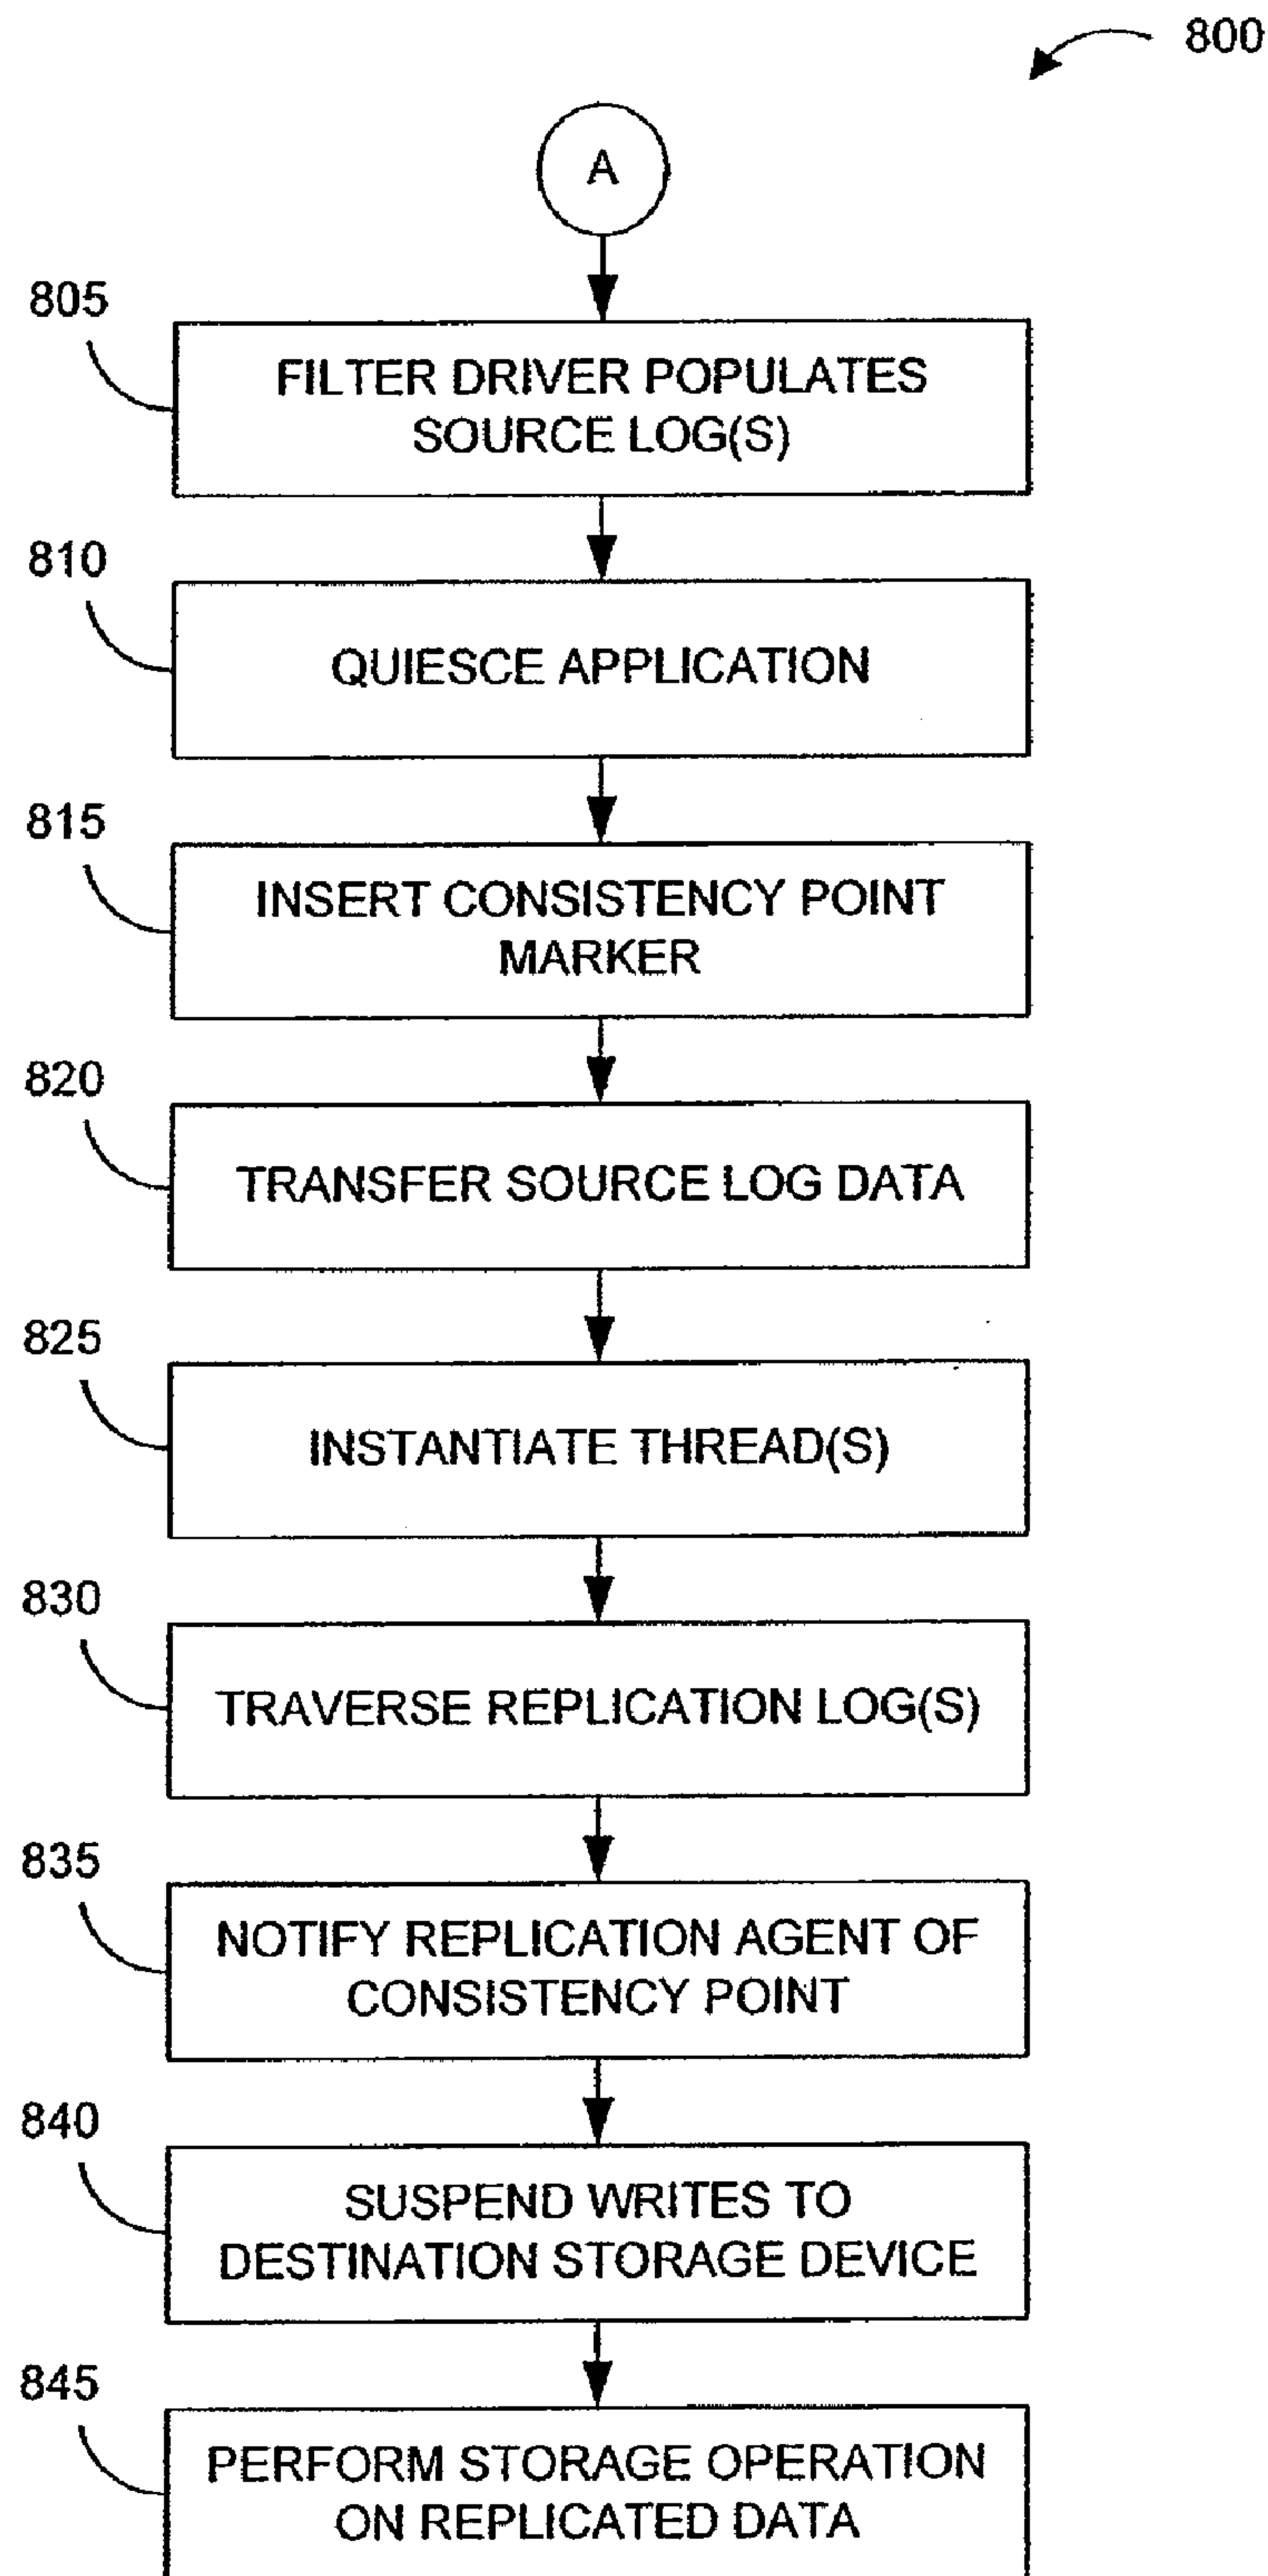 800
A
805
FILTER DRIVER POPULATES
SOURCE LOG(S)
810
QUIESCE APPLICATION
815
INSERT CONSISTENCY POINT
MARKER
820
TRANSFER SOURCE LOG DATA
825
INSTANTIATE THREAD(S)
830
TRAVERSE REPLICATION LOG(S)
835
NOTIFY REPLICATION AGENT OF
CONSISTENCY POINT
840
SUSPEND WRITES TO
DESTINATION STORAGE DEVICE
845
PERFORM STORAGE OPERATION
ON REPLICATED DATA